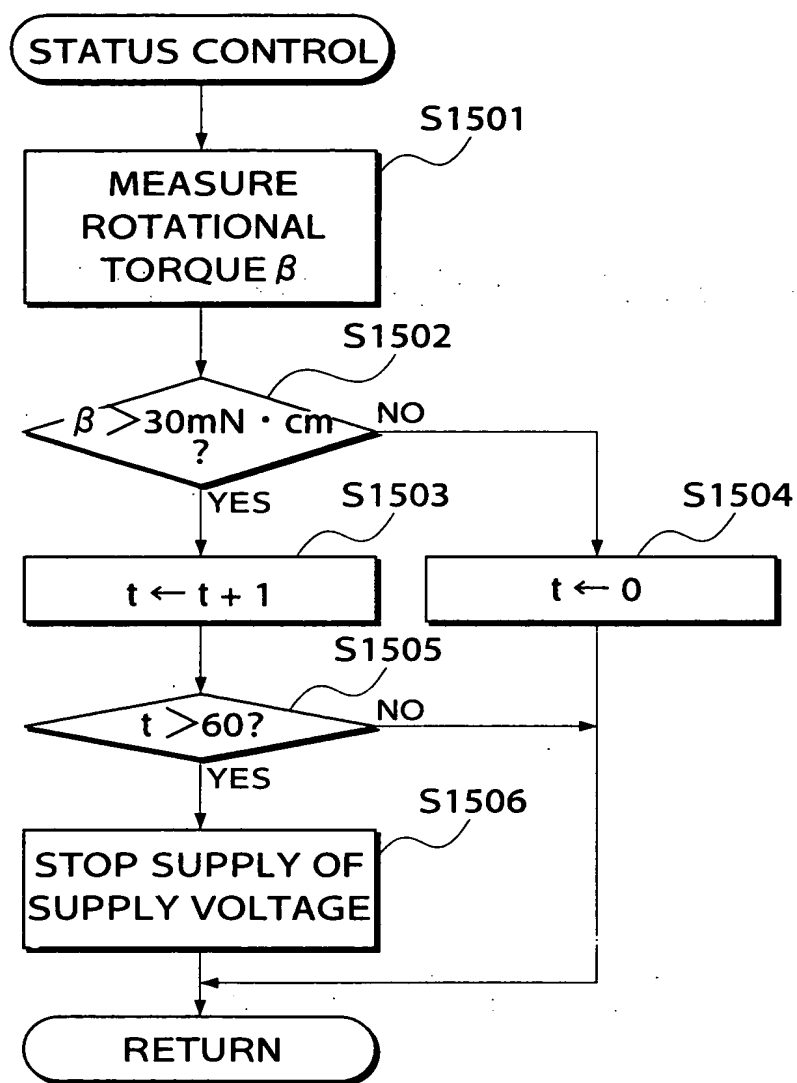 STATUS CONTROL
S1501
MEASURE
ROTATIONAL
TORQUE β
S1502
β > 30mN · cm
?
NO
YES
S1503
t ← t + 1
S1504
t ← 0
S1505
t > 60?
NO
YES
S1506
STOP SUPPLY OF
SUPPLY VOLTAGE
RETURN